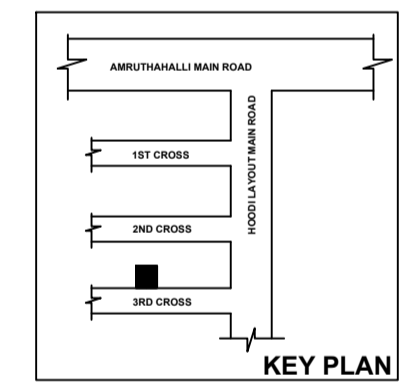 AMRUTHAHALLI MAIN ROAD
HOODI LAYOUT MAIN ROAD
1ST CROSS
2ND CROSS
3RD CROSS
KEY PLAN